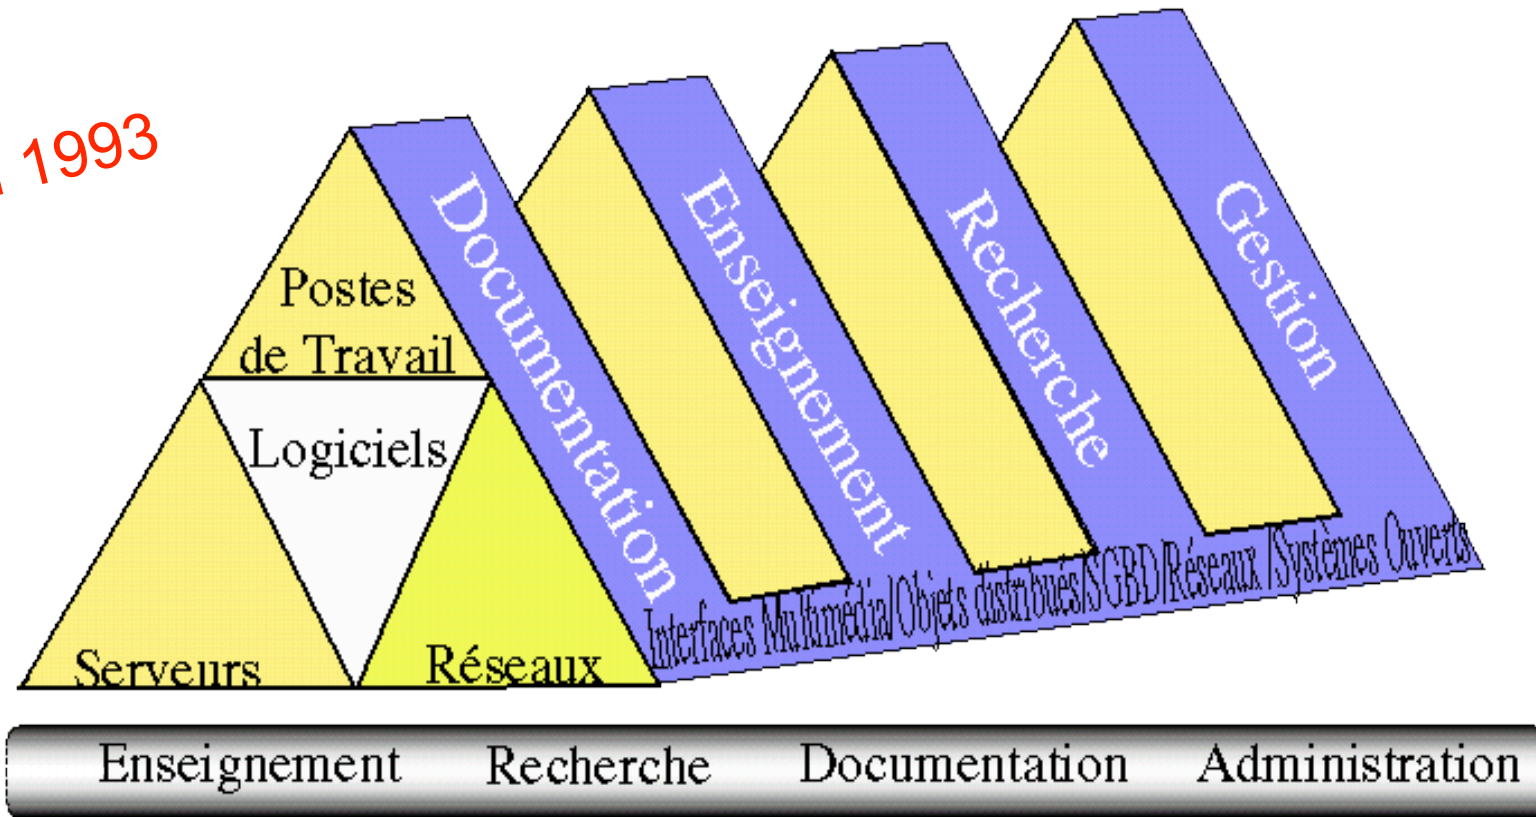 1993
Postes
de Travail
Logiciels
Serveurs
Réseaux
Documentation
Enseignement
Recherche
Gestion
Interfaces Multimédia/Objets distribués/SGBD/Réseaux /Systèmes Ouverts
Enseignement Recherche Documentation Administration